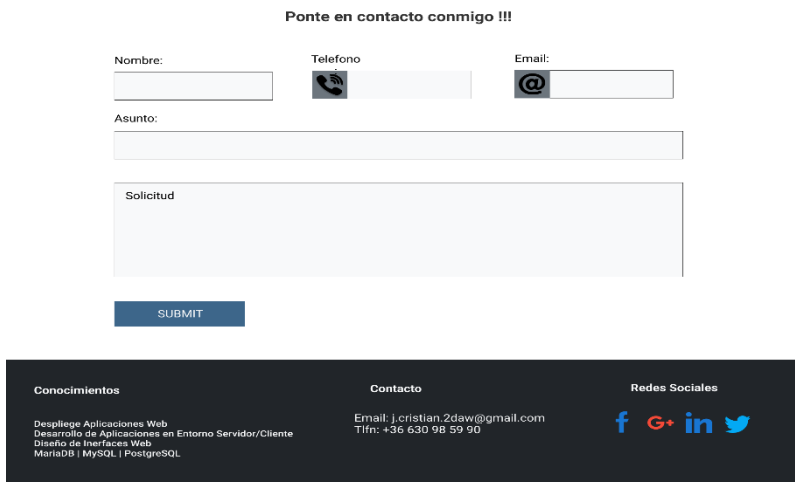 Ponte en contacto conmigo !!!
Nombre:
Telefono
Email:
Asunto:
Solicitud
SUBMIT
Conocimientos
Despliege Aplicaciones Web
Desarrollo de Aplicaciones en Entorno Servidor/Cliente
Diseño de Inerfaces Web
MariaDB | MySQL | PostgreSQL
Contacto
Email: j.cristian.2daw@gmail.com
Tlfn: +36 630 98 59 90
Redes Sociales